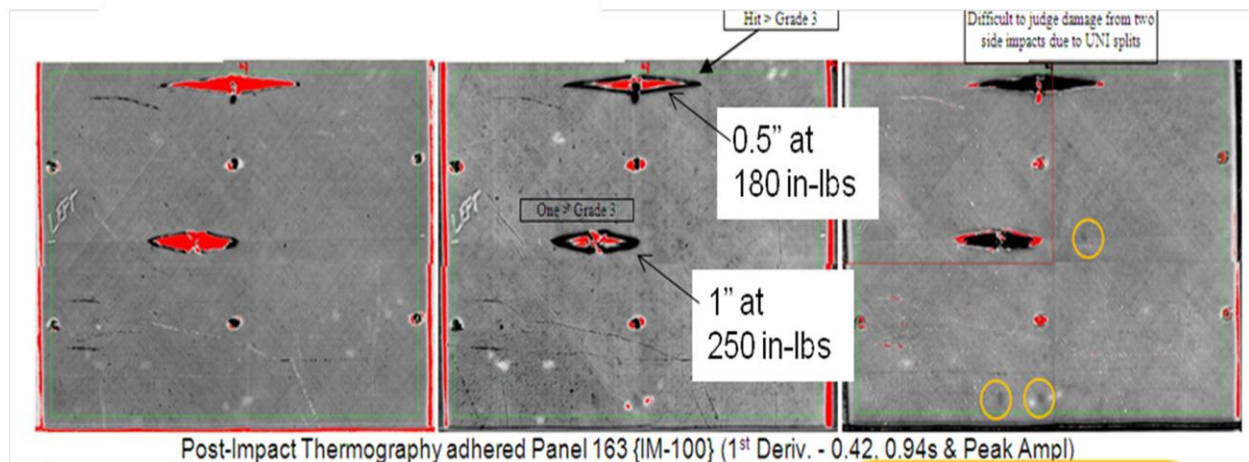 Hit > Grade 3
Difficult to judge damage from two
side impacts due to UNI splits
0.5” at
180 in-lbs
LEFT
LEFT
One > Grade 3
1” at
250 in-lbs
Post-Impact Thermography adhered Panel 163 {IM-100} (1st Deriv. - 0.42, 0.94s & Peak Ampl)